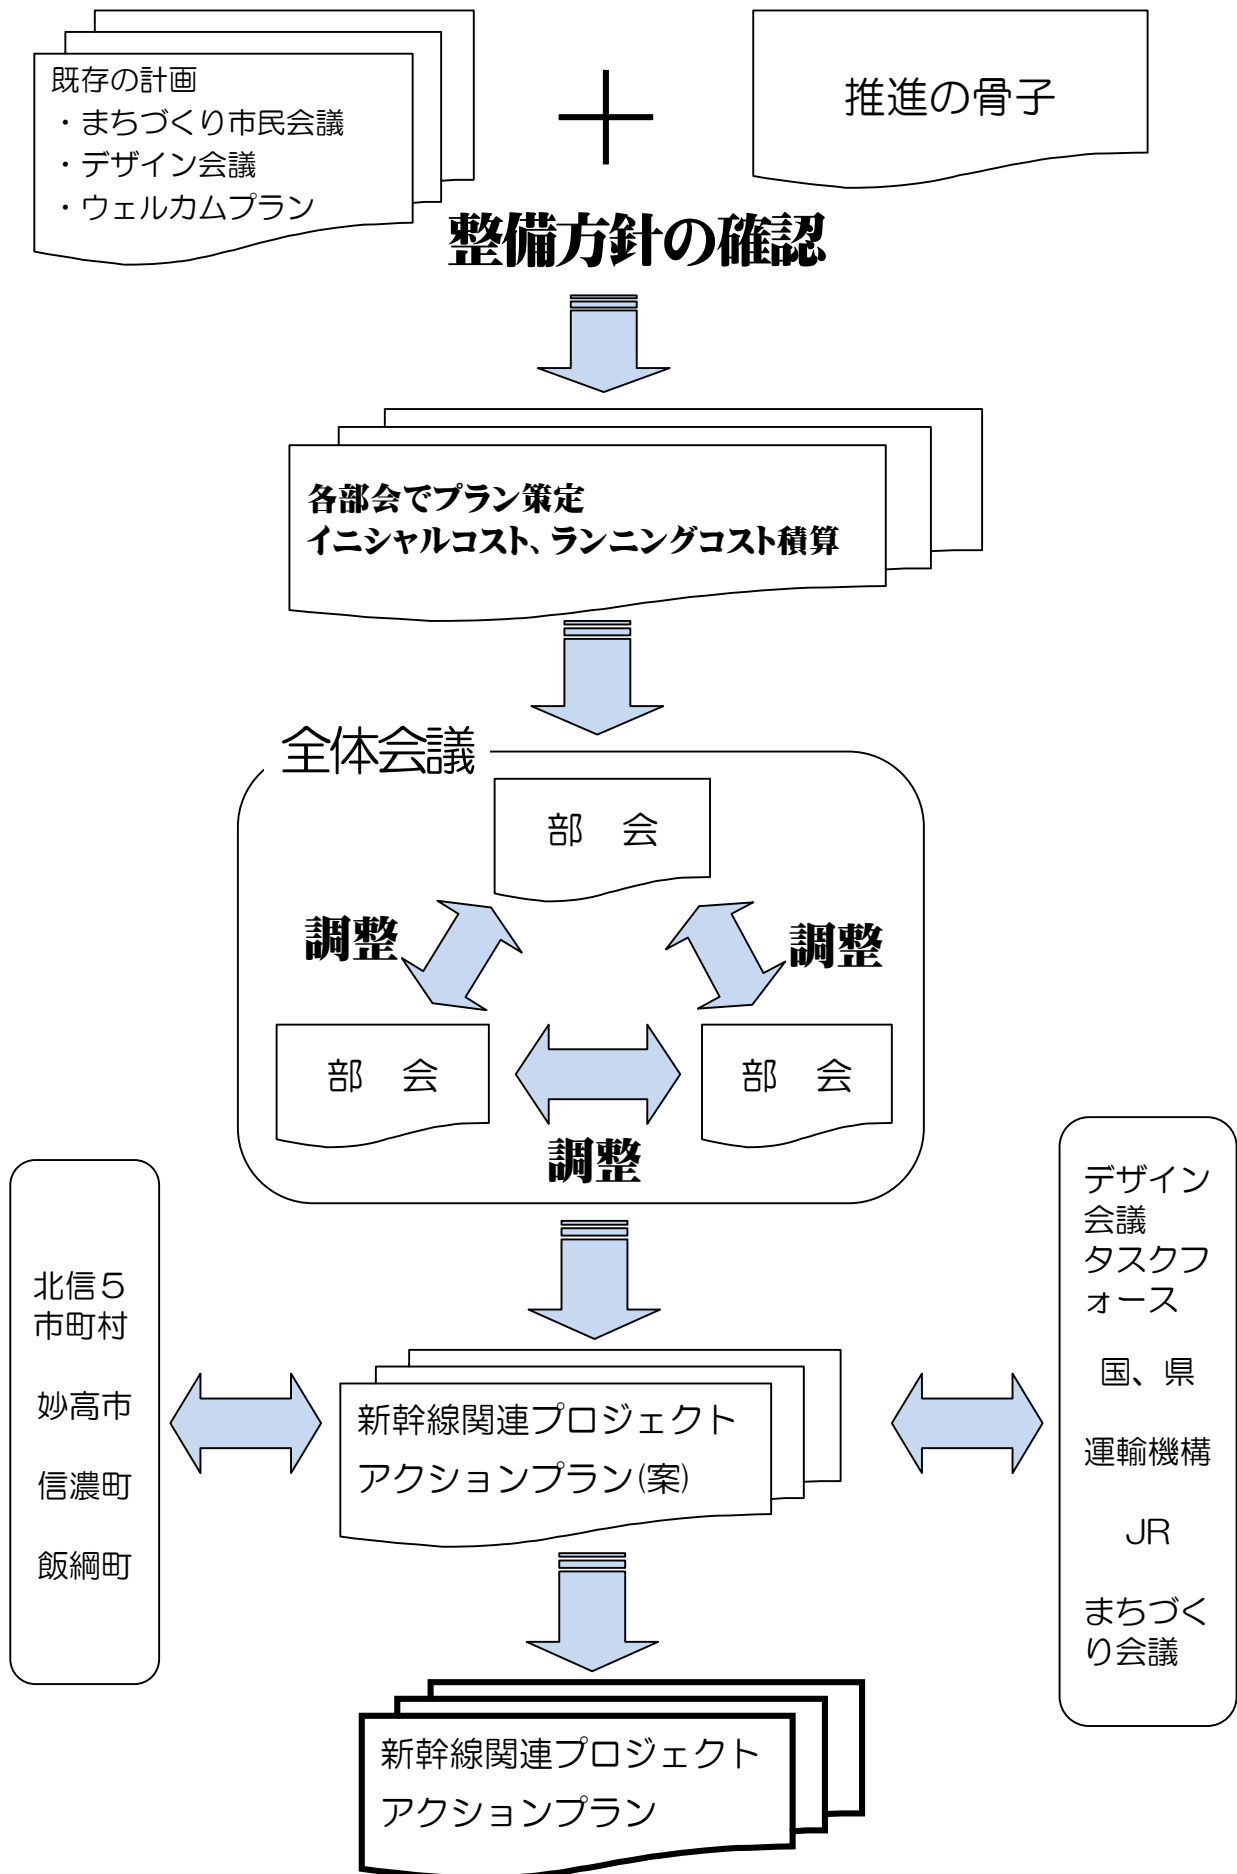 既存の計画
・まちづくり市民会議
・デザイン会議
・ウェルカムプラン
推進の骨子
整備方針の確認
各部会でプラン策定
イニシャルコスト、ランニングコスト積算
全体会議
部　会
調整
調整
部　会
部　会
調整
北信５
市町村
妙高市
信濃町
飯綱町
新幹線関連プロジェクト
アクションプラン(案)
デザイン
会議
タスクフ
ォース
国、県
運輸機構
JR
まちづく
り会議
新幹線関連プロジェクト
アクションプラン